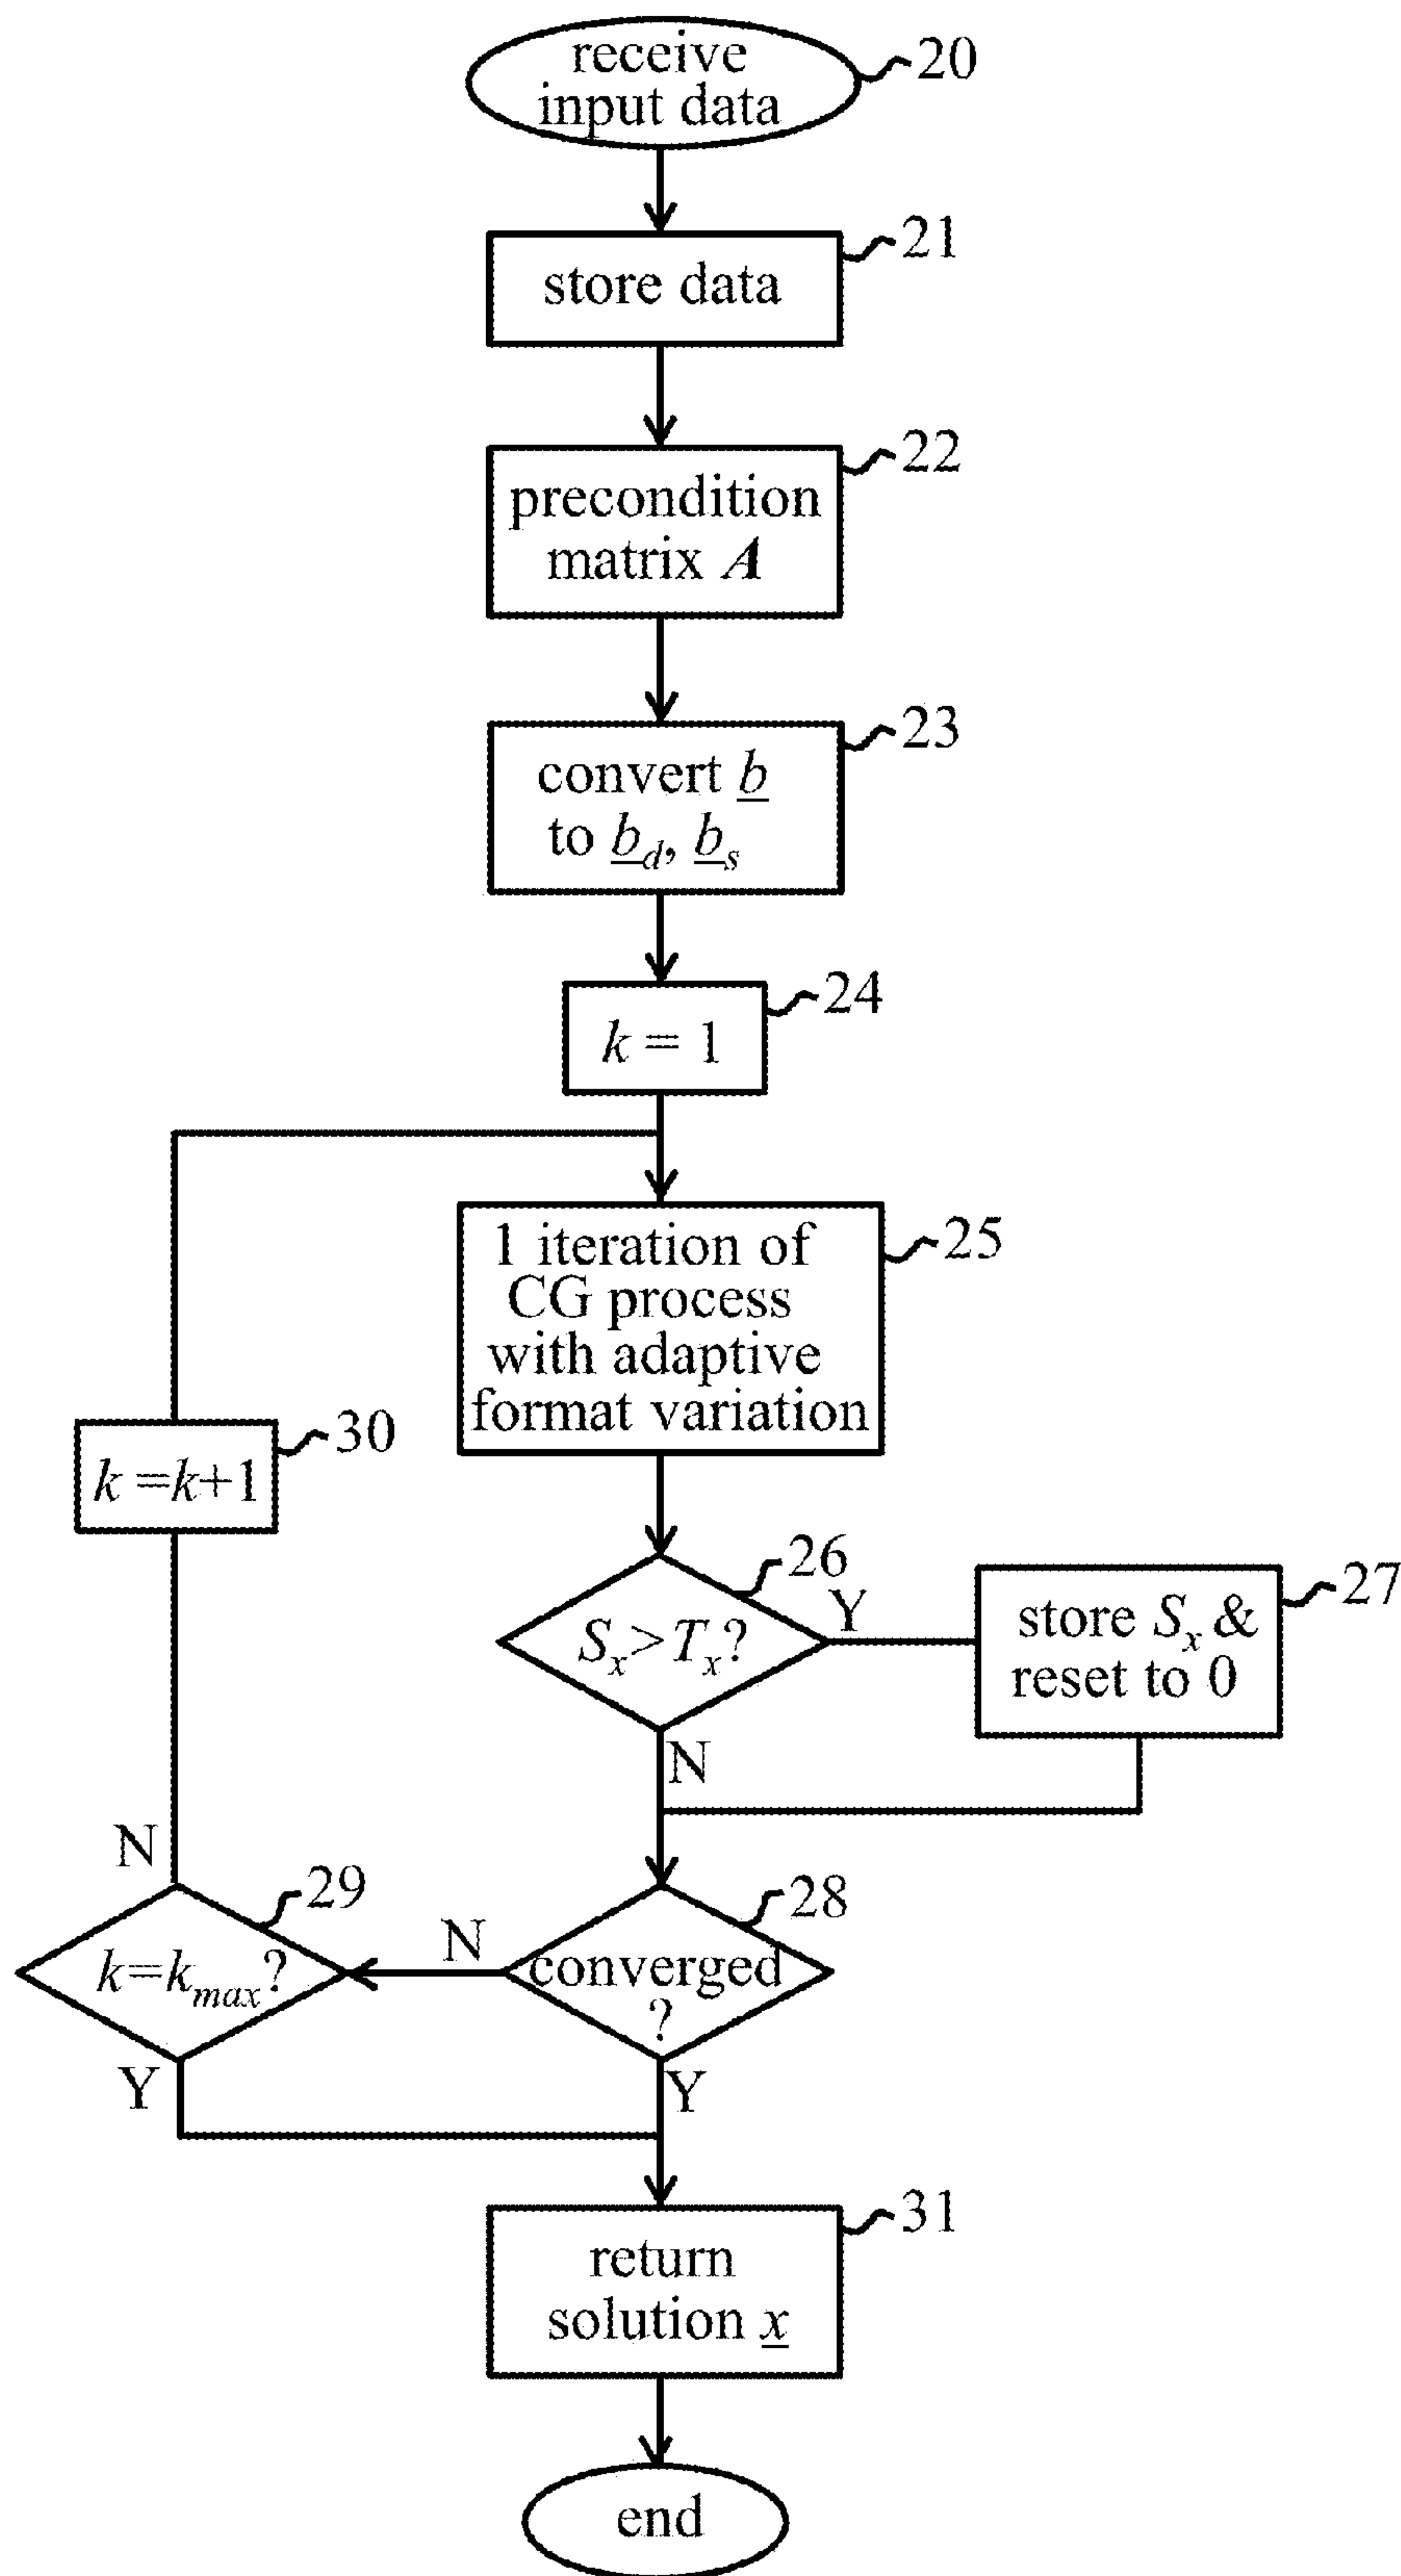 receive
input data
20
store data
21
precondition
matrix A
22
convert b
to b_d, b_s
23
k = 1
24
1 iteration of
CG process
with adaptive
format variation
25
k =k+1
30
S_x > T_x?
26
Y
N
store S_x &
reset to 0
27
converged
?
28
N
Y
k=k_max?
29
N
Y
return
solution x
31
end